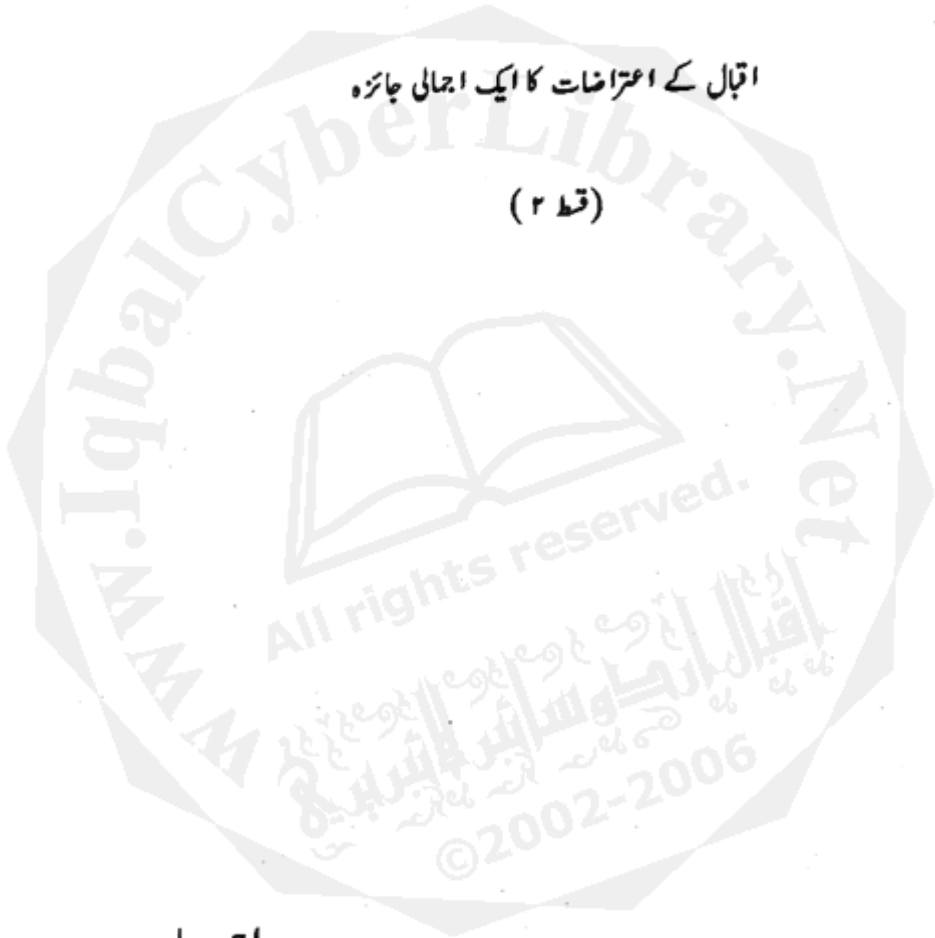 اقبال کے اعتراضات کا ایک اجمالی جائزہ
(قسط ۲)
www.IqbalCyberLibrary.Net
All rights reserved.
اقبال اردو سائبر لائبریری
©2002-2006